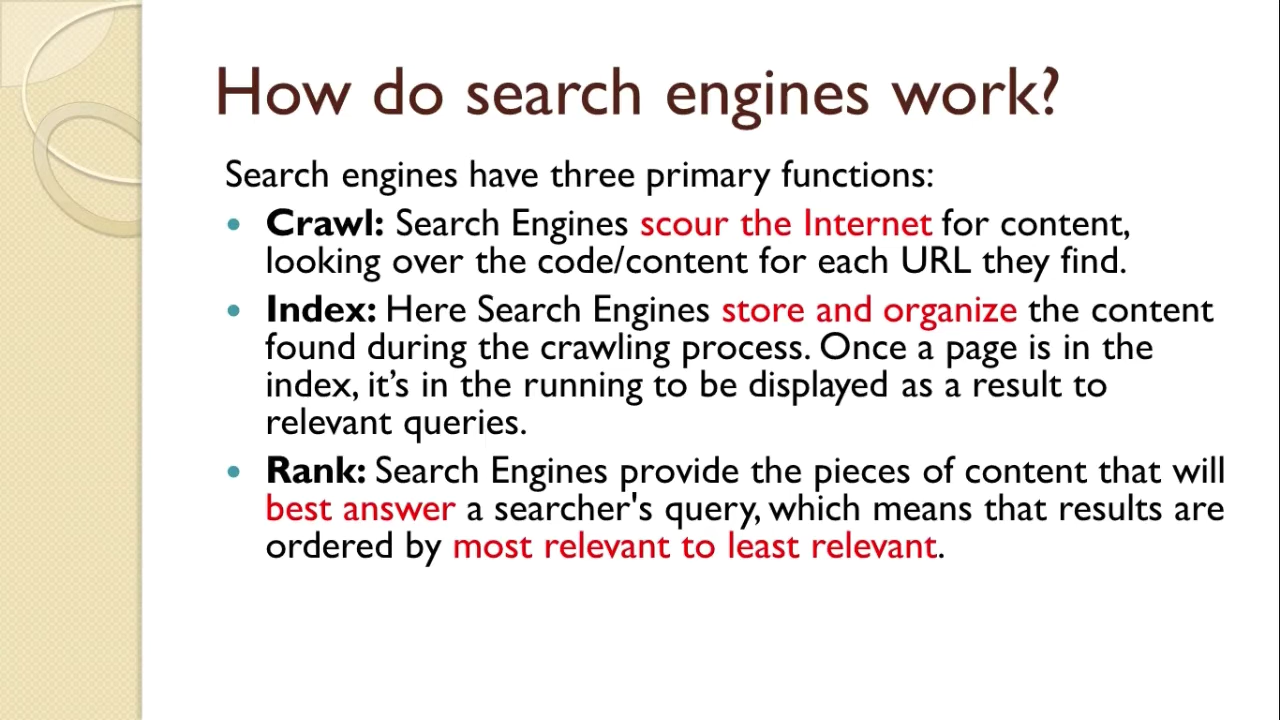 How do search engines work?
Search engines have three primary functions:
• Crawl: Search Engines scour the Internet for content,
looking over the code/content for each URL they find.
• Index: Here Search Engines store and organize the content
found during the crawling process. Once a page is in the
index, it’s in the running to be displayed as a result to
relevant queries.
• Rank: Search Engines provide the pieces of content that will
best answer a searcher's query, which means that results are
ordered by most relevant to least relevant.